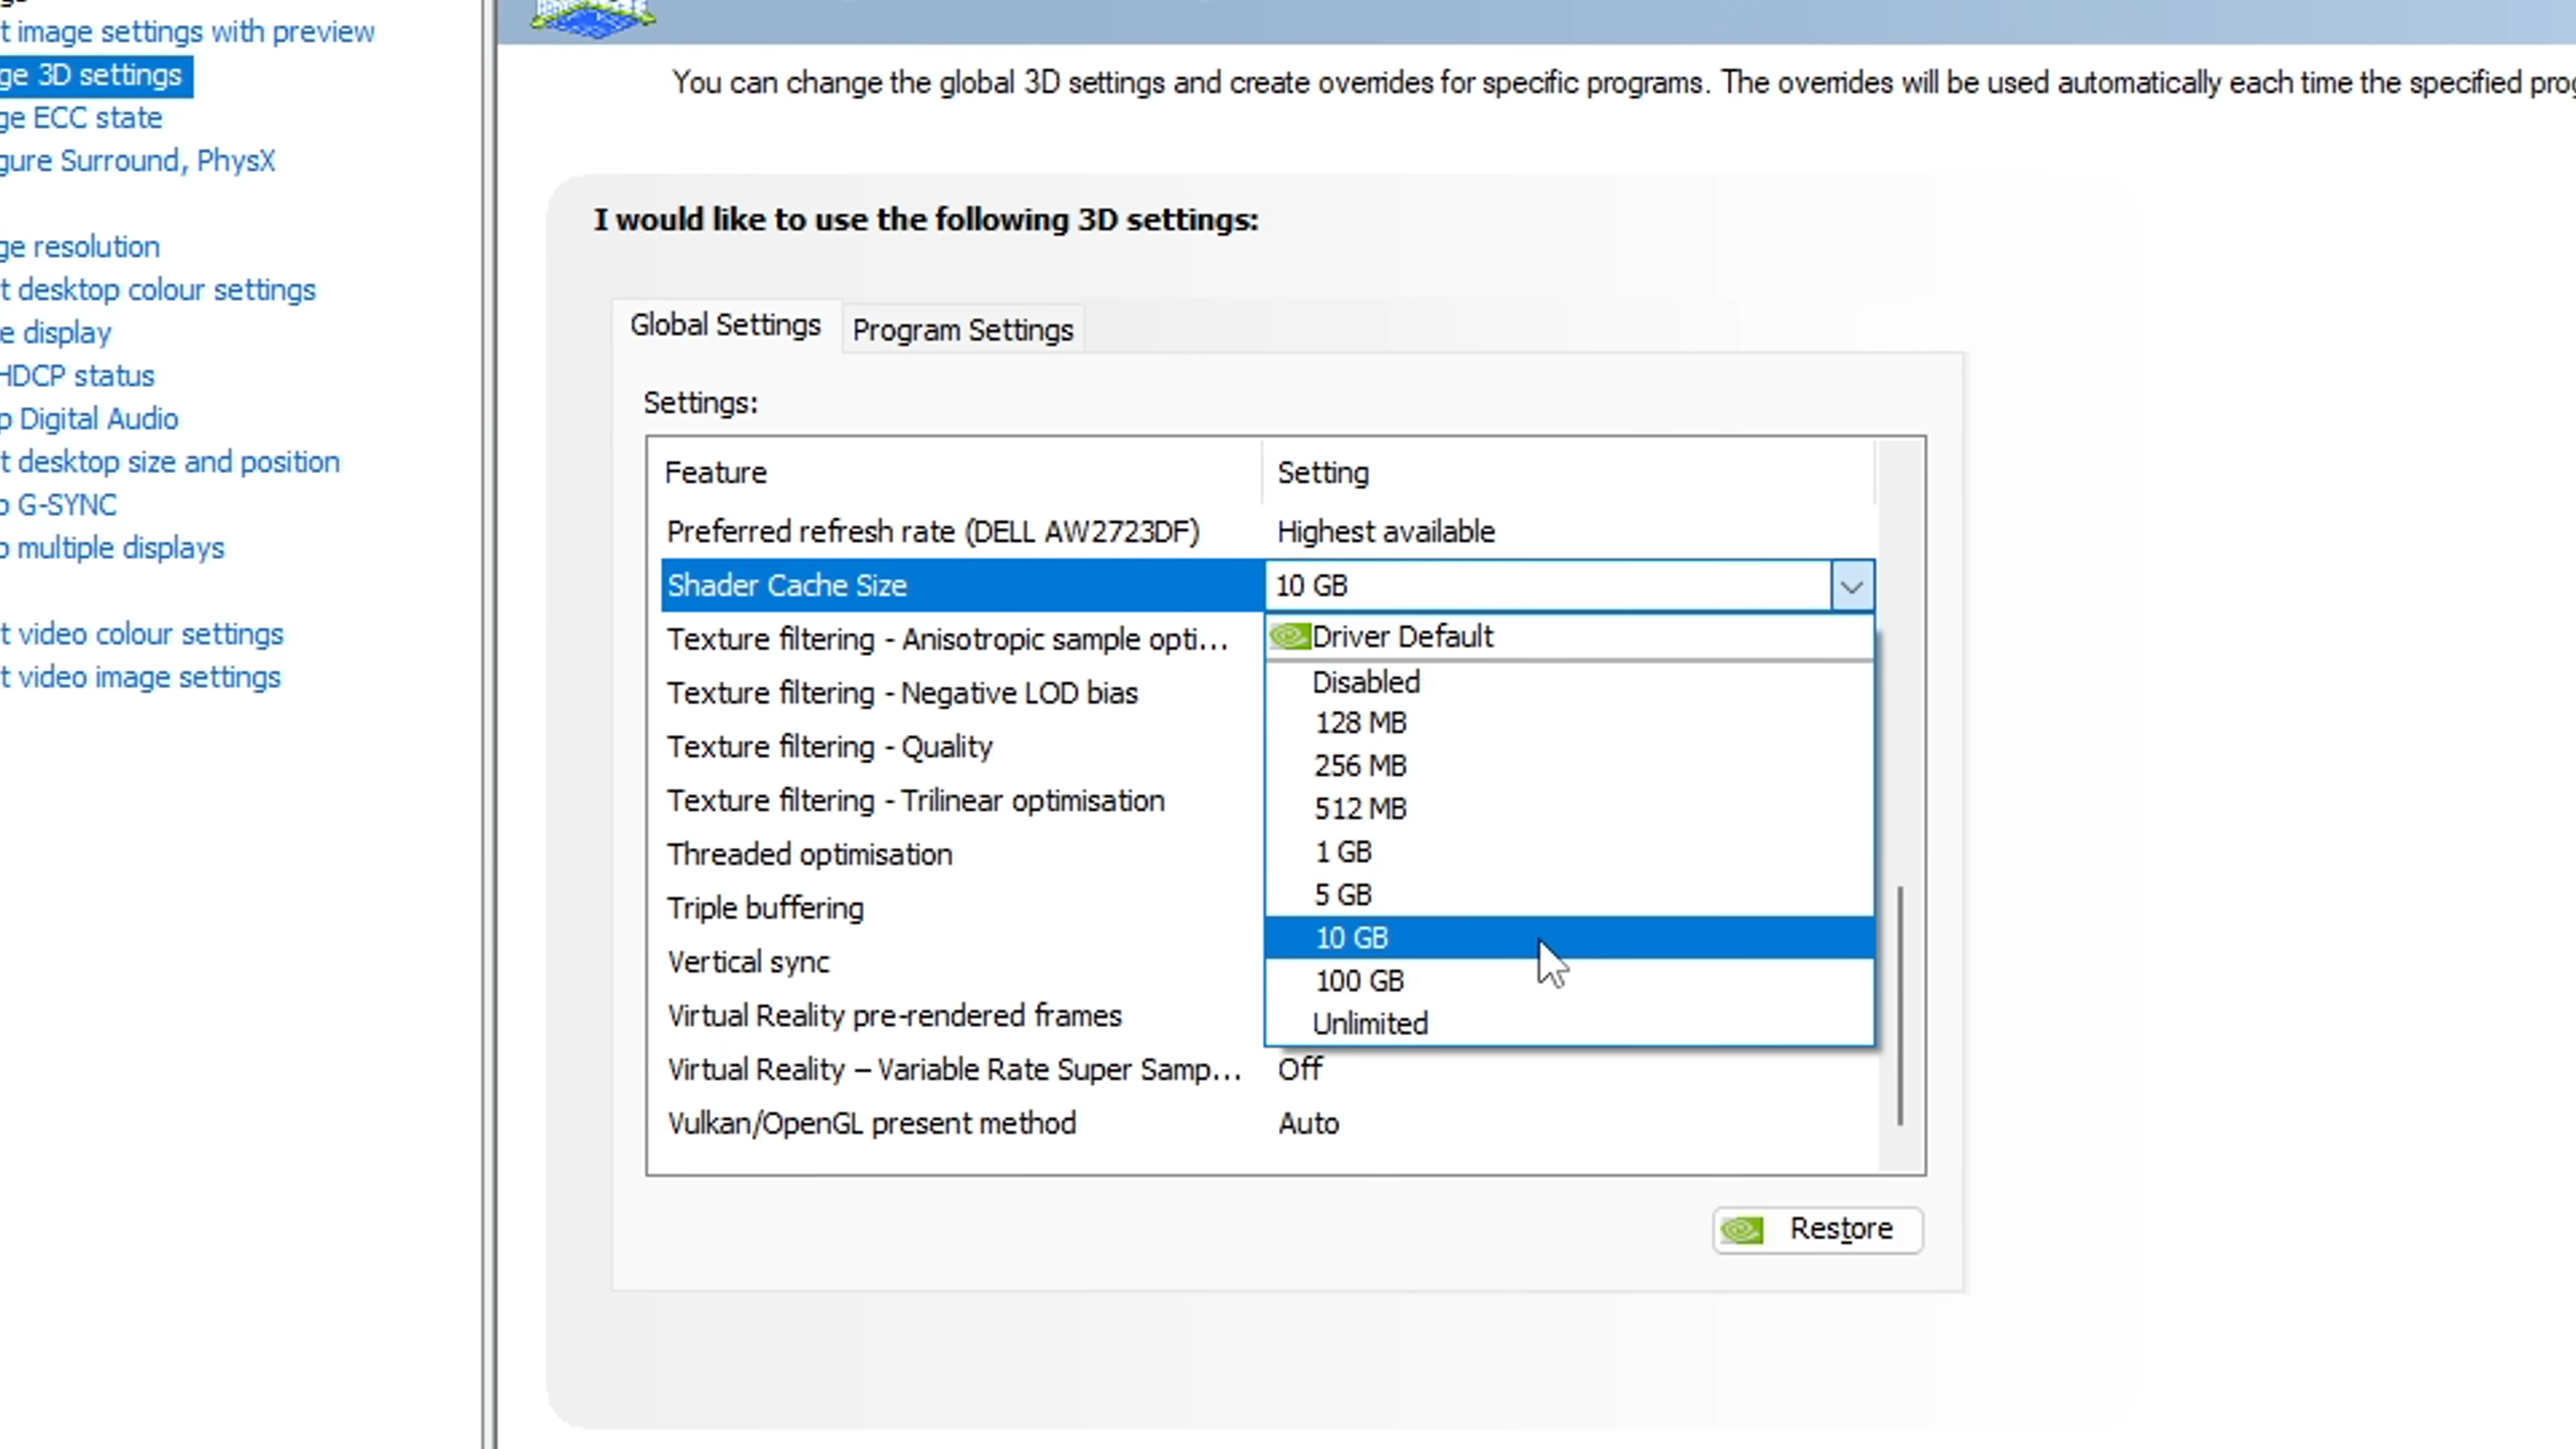 t image settings with preview
ge 3D settings
ge ECC state
gure Surround, PhysX
ge resolution
t desktop colour settings
e display
HDCP status
p Digital Audio
t desktop size and position
p G-SYNC
p multiple displays
t video colour settings
t video image settings
You can change the global 3D settings and create overrides for specific programs. The overrides will be used automatically each time the specified prog
I would like to use the following 3D settings:
Global Settings
Program Settings
Settings:
Feature Setting
Preferred refresh rate (DELL AW2723DF) Highest available
Shader Cache Size 10 GB
Driver Default
Disabled
128 MB
256 MB
512 MB
1 GB
5 GB
10 GB
100 GB
Unlimited
Texture filtering - Anisotropic sample opti...
Texture filtering - Negative LOD bias
Texture filtering - Quality
Texture filtering - Trilinear optimisation
Threaded optimisation
Triple buffering
Vertical sync
Virtual Reality pre-rendered frames
Virtual Reality – Variable Rate Super Samp... Off
Vulkan/OpenGL present method Auto
Restore